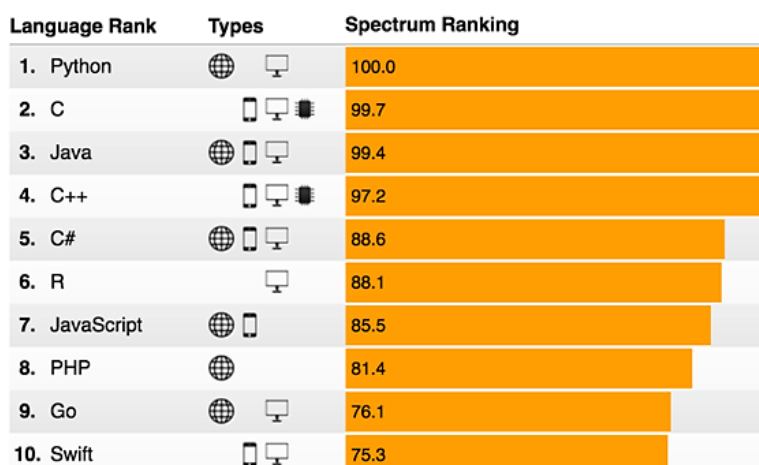 Language Rank Types Spectrum Ranking
1. Python 100.0
2. C 99.7
3. Java 99.4
4. C++ 97.2
5. C# 88.6
6. R 88.1
7. JavaScript 85.5
8. PHP 81.4
9. Go 76.1
10. Swift 75.3